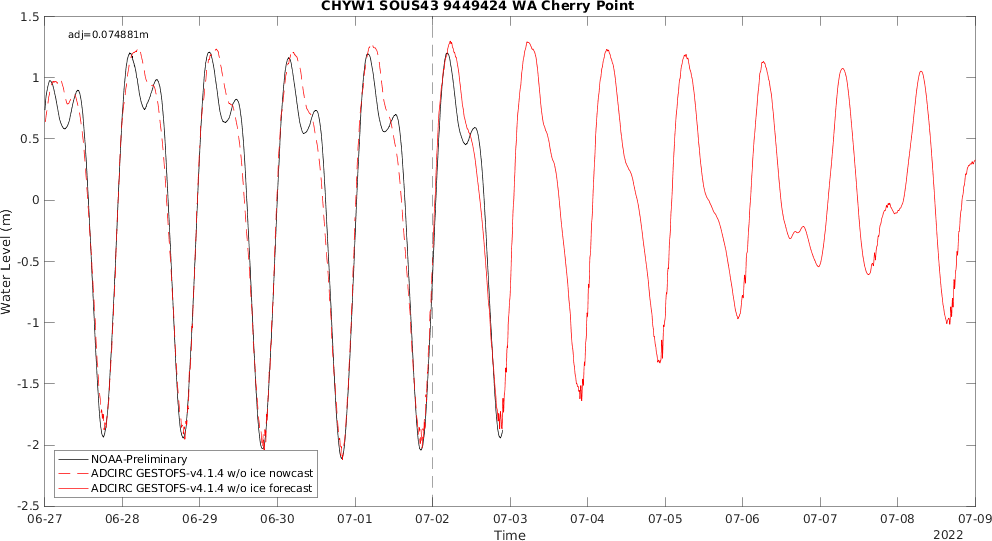 CHYW1 SOUS43 9449424 WA Cherry Point
adj=0.074881m
1.5
1
0.5
0
-0.5
-1
-1.5
-2
-2.5
Water Level (m)
NOAA-Preliminary
ADCIRC GESTOFS-v4.1.4 w/o ice nowcast
ADCIRC GESTOFS-v4.1.4 w/o ice forecast
06-27 06-28 06-29 06-30 07-01 07-02 07-03 07-04 07-05 07-06 07-07 07-08 07-09
Time
2022